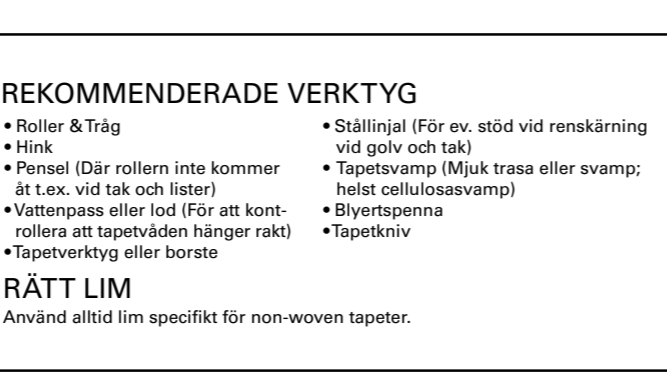 REKOMMENDERADE VERKTYG
• Roller & Tråg
• Hink
• Pensel (Där rollern inte kommer
åt t.ex. vid tak och lister)
• Vattenpass eller lod (För att kont-
rollera att tapetvåden hänger rakt)
• Tapetverktyg eller borste
• Stållinjal (För ev. stöd vid renskärning
vid golv och tak)
• Tapetsvamp (Mjuk trasa eller svamp;
helst cellulosasvamp)
• Blyertspenna
• Tapetkniv
RÄTT LIM
Använd alltid lim specifikt för non-woven tapeter.